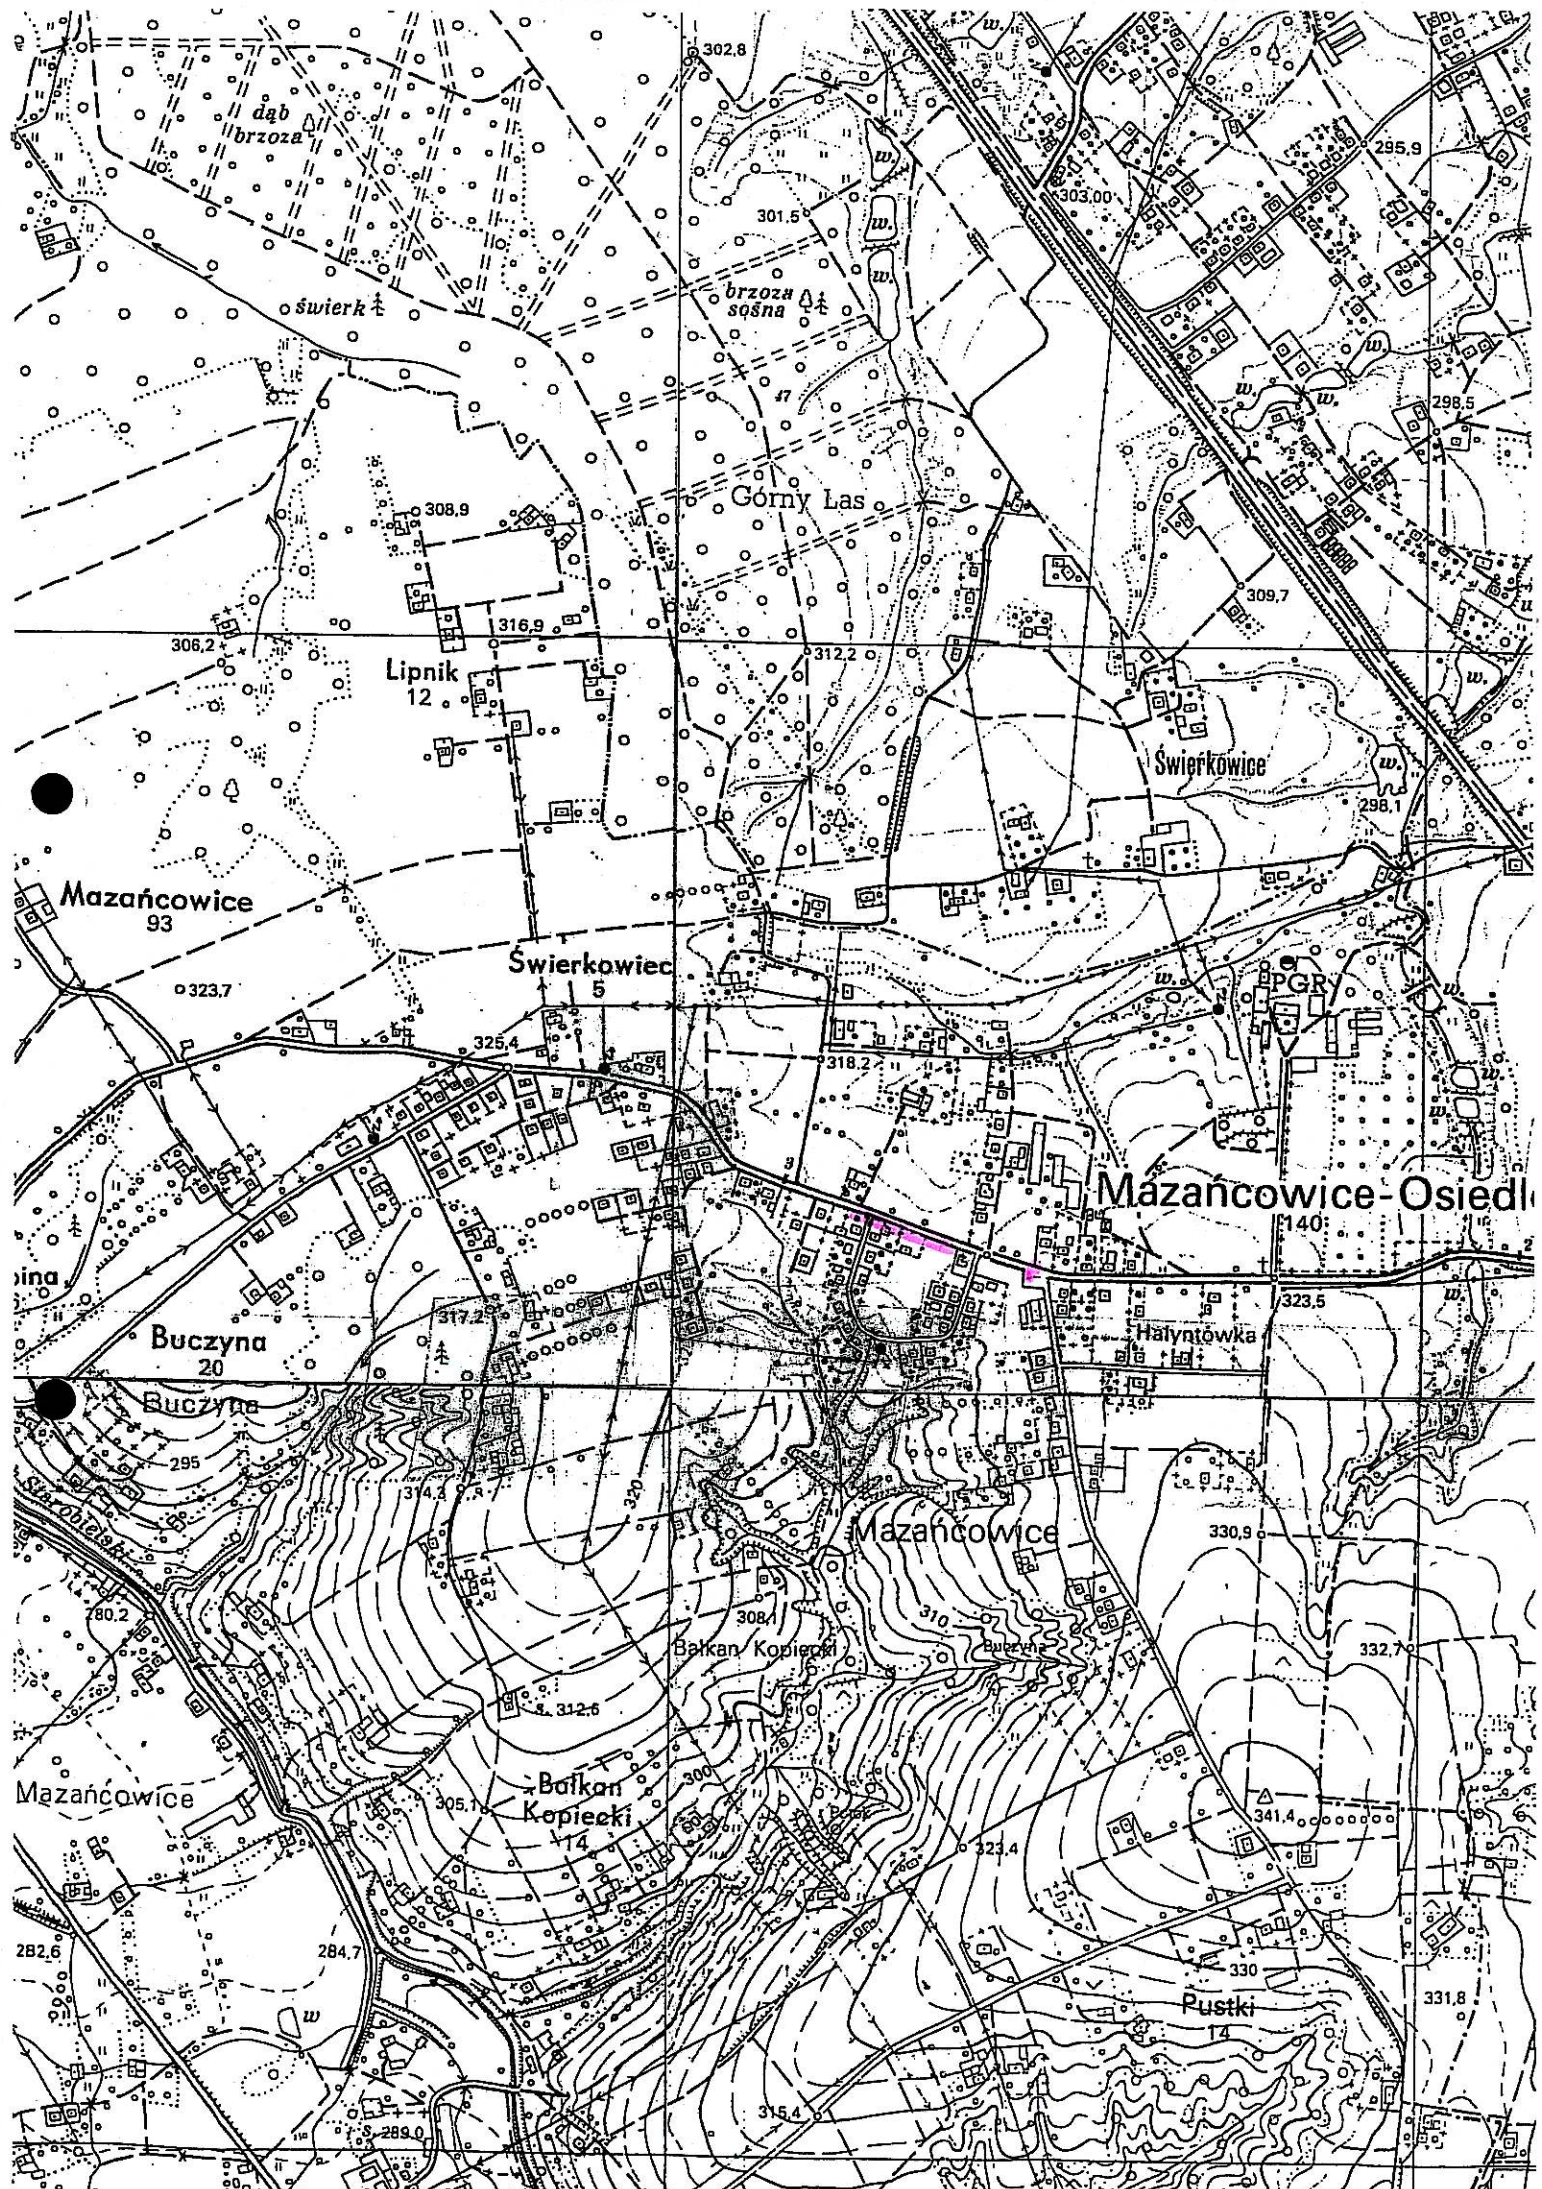 302,8
w.
dąb
brzoza
295,9
w.
303,00
301,5
w.
w.
brzoza
sosna
świerk
w.
w.
w.
47
298,5
Górny Las
308,9
309,7
316,9
306,2
312,2
Lipnik
12
w.
Świerkowice
w.
298,1
Mazańcowice
93
Świerkowiec
5
w.
PGR
w.
323,7
325,4
318,2
w.
w.
Mazańcowice-Osiedl
140
323,5
w.
317,2
Halyntówka
Buczyna
20
Buczyna
295
314,3
320
Mazańcowice
330,9
280,2
308,1
310
Bałkan Kopiecki
Buczyna
332,7
s. 312,6
Mazańcowice
Bałkan
Kopiecki
14
300
305,1
341,4
323,4
282,6
284,7
330
w
Pustki
14
331,8
315,4
s. 289,0